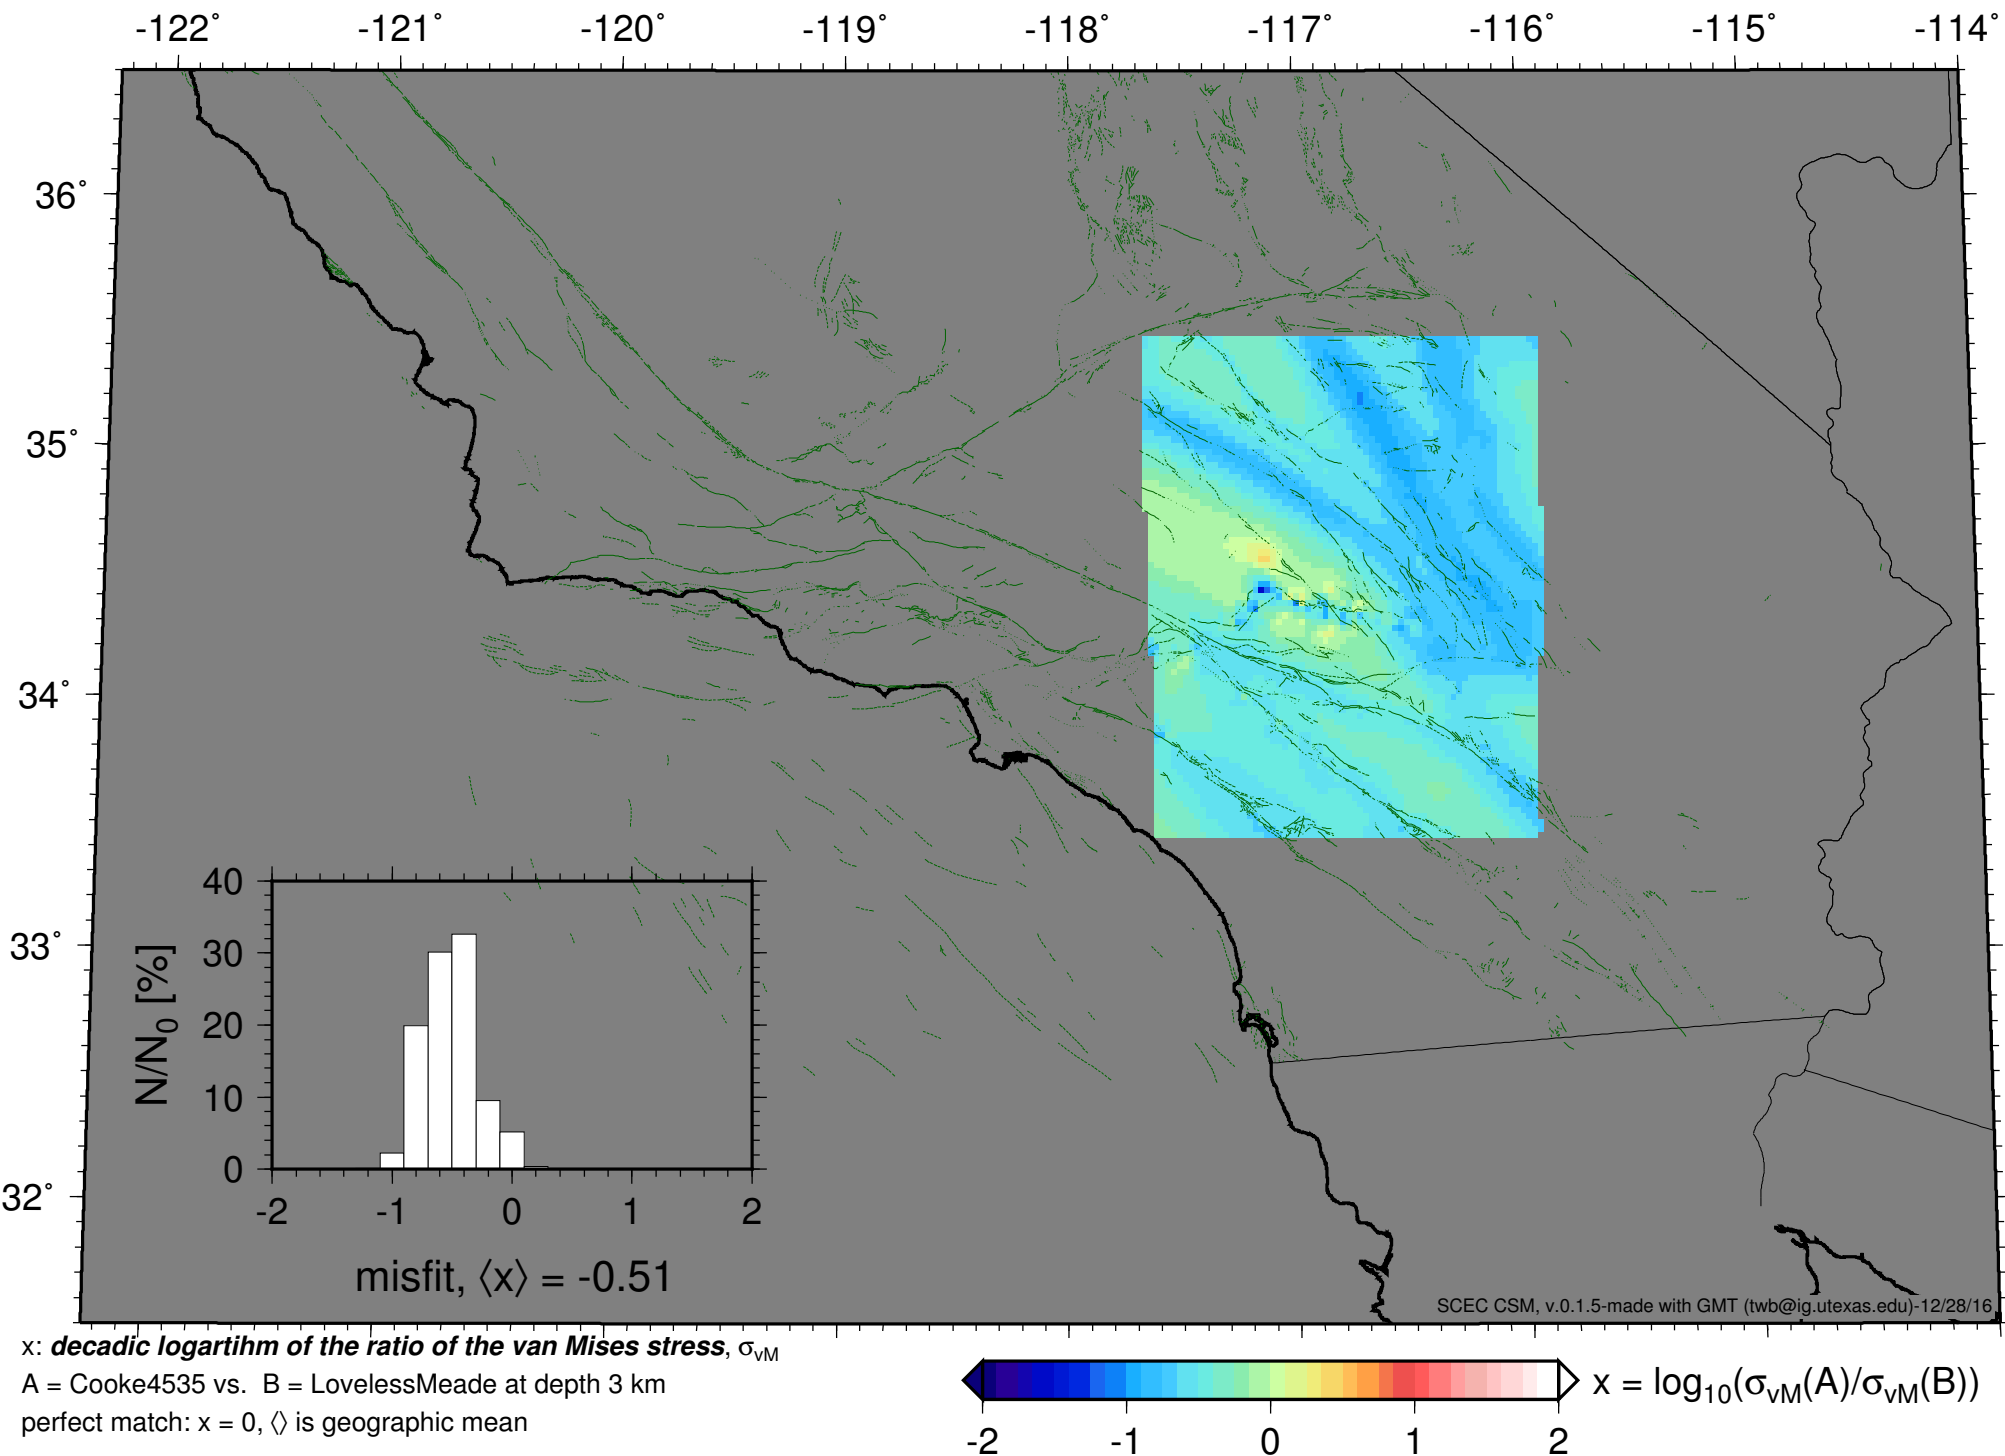 -122° -121° -120° -119° -118° -117° -116° -115° -114°
36°
35°
34°
33°
32°
40
30
20
10
0
N/N0 [%]
-2 -1 0 1 2
misfit, ⟨x⟩ = -0.51
SCEC CSM, v.0.1.5-made with GMT (twb@ig.utexas.edu)-12/28/16
x: decadic logartihm of the ratio of the van Mises stress, σvM
A = Cooke4535 vs. B = LovelessMeade at depth 3 km
perfect match: x = 0, ⟨⟩ is geographic mean
x = log10(σvM(A)/σvM(B))
-2 -1 0 1 2